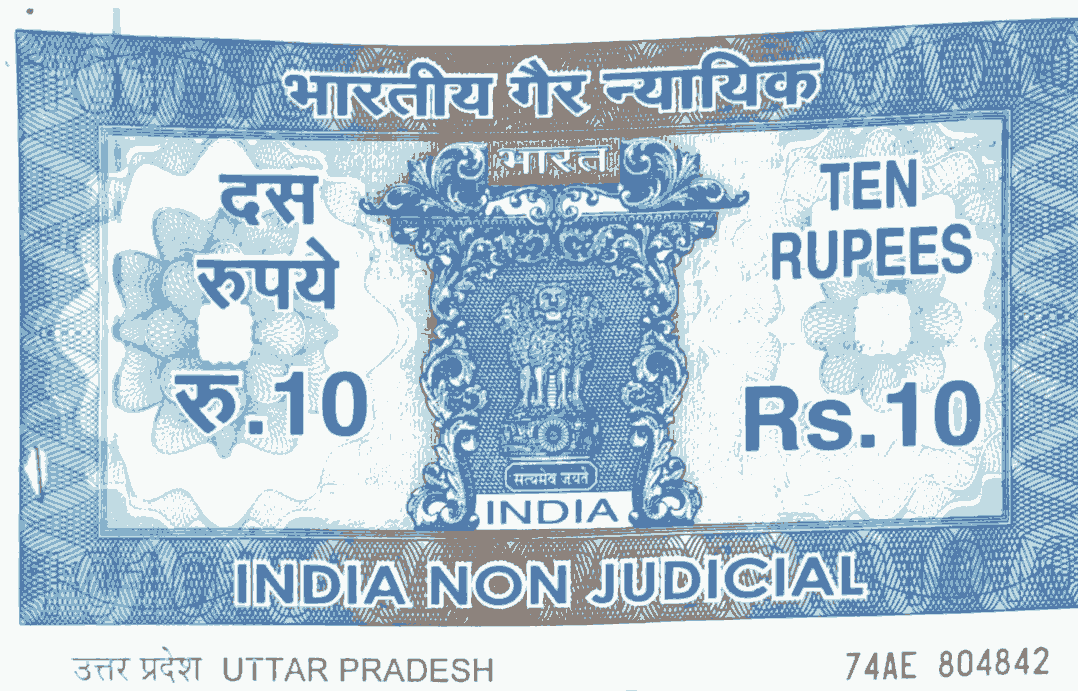 भारतीय गैर न्यायिक
भारत
दस
रुपये
रु.10
TEN
RUPEES
Rs.10
सत्यमेव जयते
INDIA
INDIA NON JUDICIAL
उत्तर प्रदेश UTTAR PRADESH
74AE 804842